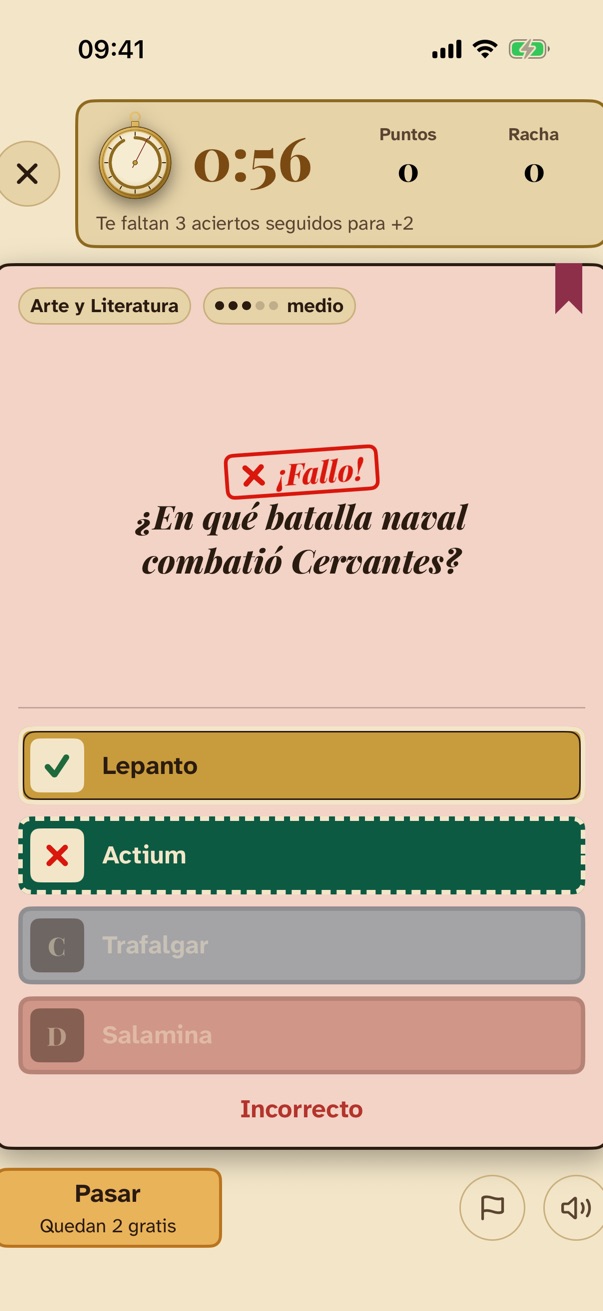 09:41
0:56
Puntos
0
Racha
0
Te faltan 3 aciertos seguidos para +2
Arte y Literatura
medio
¡Fallo!
¿En qué batalla naval
combatió Cervantes?
Lepanto
Actium
C Trafalgar
D Salamina
Incorrecto
Pasar
Quedan 2 gratis